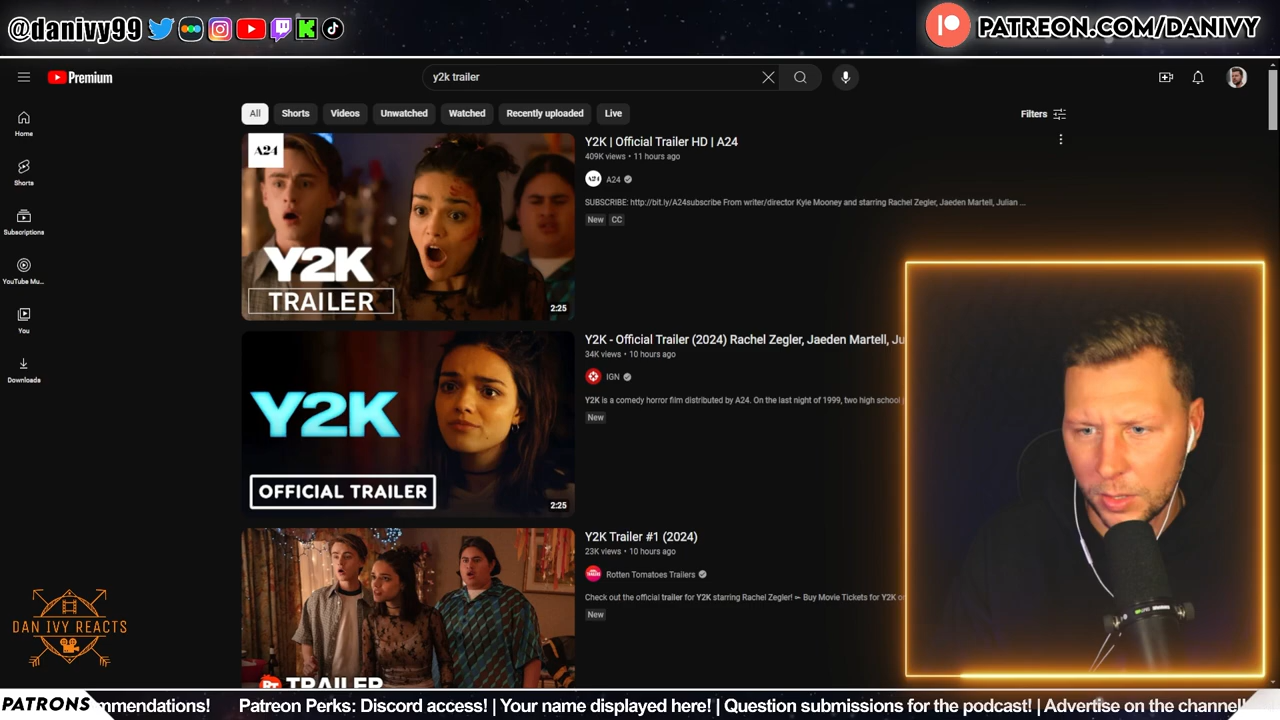 @danivy99
PATREON.COM/DANIVY
Premium
y2k trailer
Home
Shorts
Subscriptions
YouTube Mu...
You
Downloads
All
Shorts
Videos
Unwatched
Watched
Recently uploaded
Live
Filters
A24
Y2K
TRAILER
2:25
Y2K | Official Trailer HD | A24
409K views • 11 hours ago
A24
SUBSCRIBE: http://bit.ly/A24subscribe From writer/director Kyle Mooney and starring Rachel Zegler, Jaeden Martell, Julian ...
New CC
Y2K
OFFICIAL TRAILER
2:25
Y2K - Official Trailer (2024) Rachel Zegler, Jaeden Martell, Ju
34K views • 10 hours ago
IGN
Y2K is a comedy horror film distributed by A24. On the last night of 1999, two high school
New
TRAILER
Y2K Trailer #1 (2024)
23K views • 10 hours ago
Rotten Tomatoes Trailers
Check out the official trailer for Y2K starring Rachel Zegler! ➤ Buy Movie Tickets for Y2K
New
DAN IVY REACTS
PATRONS
mmendations! Patreon Perks: Discord access! | Your name displayed here! | Question submissions for the podcast! | Advertise on the channel!